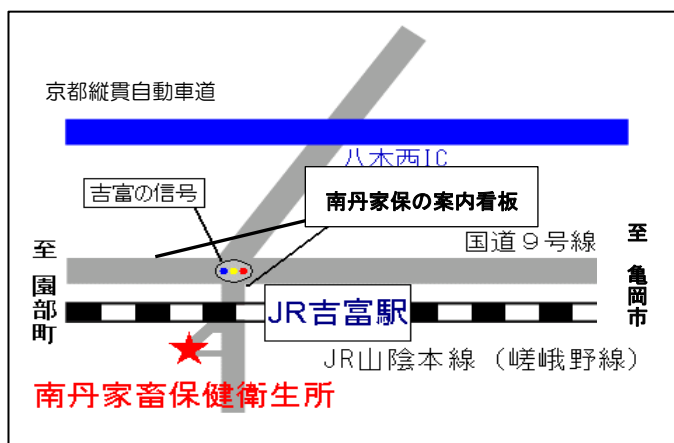 京都縦貫自動車道
八木西IC
吉富の信号
南丹家保の案内看板
国道9号線
至 園部町
至 亀岡市
JR吉富駅
JR山陰本線（嵯峨野線）
南丹家畜保健衛生所